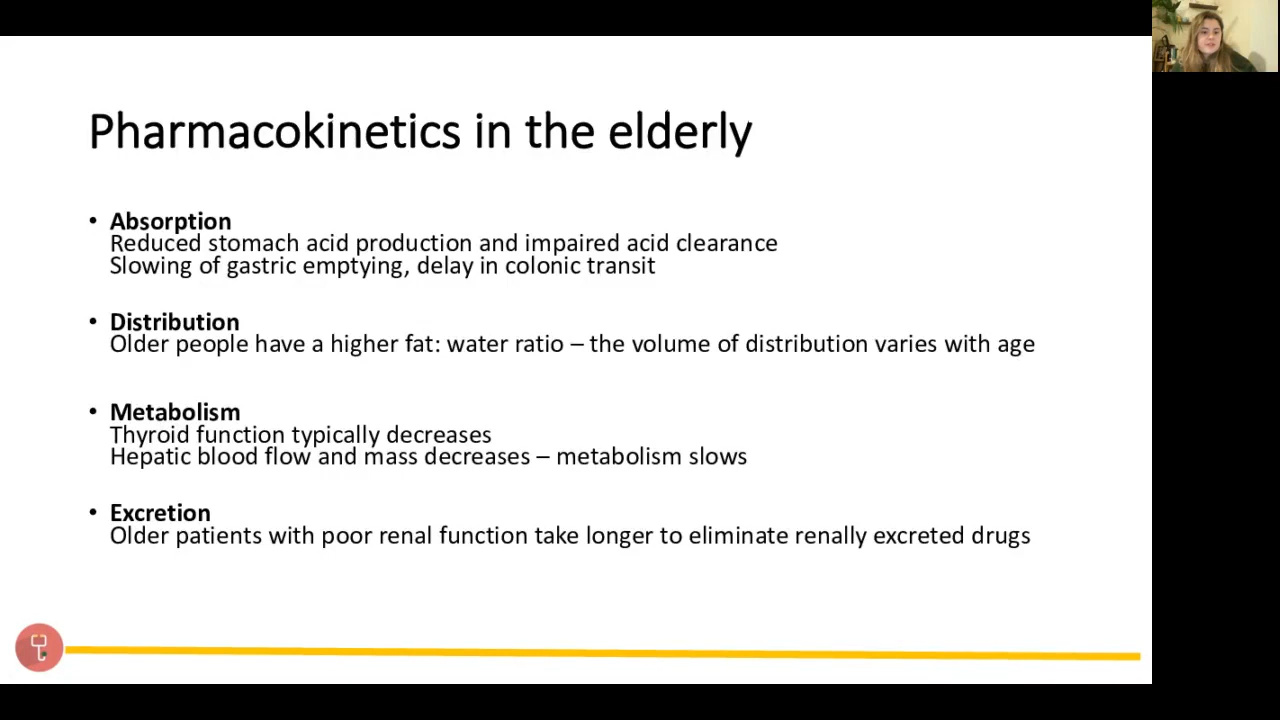 Pharmacokinetics in the elderly
• Absorption
Reduced stomach acid production and impaired acid clearance
Slowing of gastric emptying, delay in colonic transit
• Distribution
Older people have a higher fat: water ratio – the volume of distribution varies with age
• Metabolism
Thyroid function typically decreases
Hepatic blood flow and mass decreases – metabolism slows
• Excretion
Older patients with poor renal function take longer to eliminate renally excreted drugs